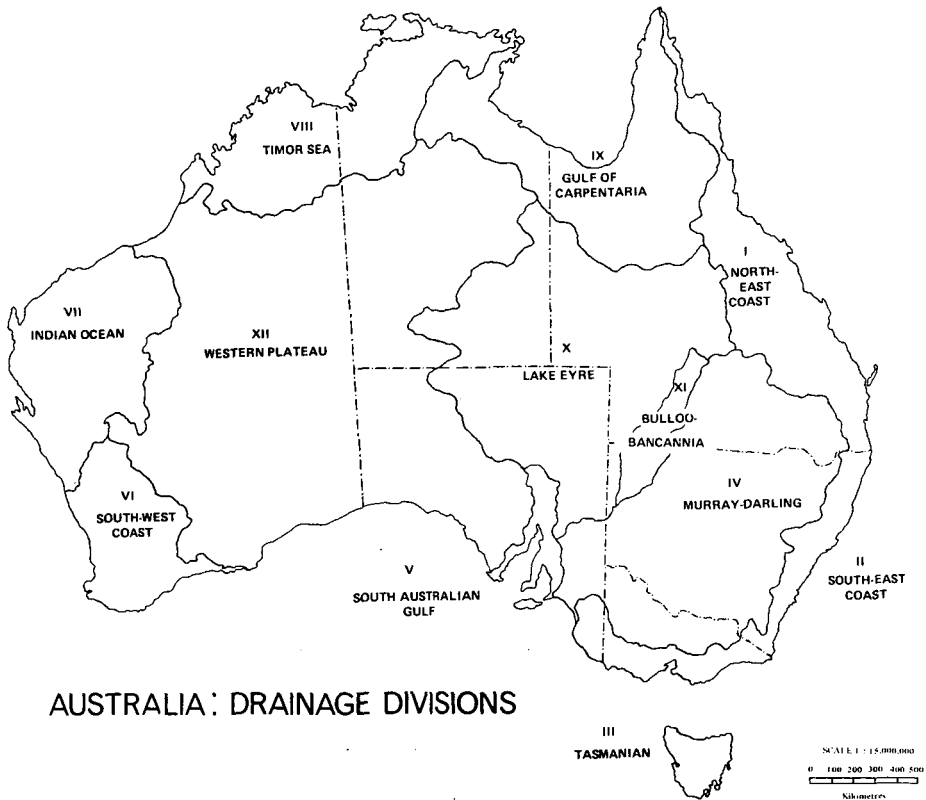 VIII
TIMOR SEA
IX
GULF OF
CARPENTARIA
I
NORTH-
EAST
COAST
VII
INDIAN OCEAN
XII
WESTERN PLATEAU
X
LAKE EYRE
XI
BULLOO-
BANCANNIA
VI
SOUTH-WEST
COAST
IV
MURRAY-DARLING
V
SOUTH AUSTRALIAN
GULF
II
SOUTH-EAST
COAST
AUSTRALIA: DRAINAGE DIVISIONS
III
TASMANIAN
SCALE 1 : 15,000,000
0 100 200 300 400 500
Kilometres